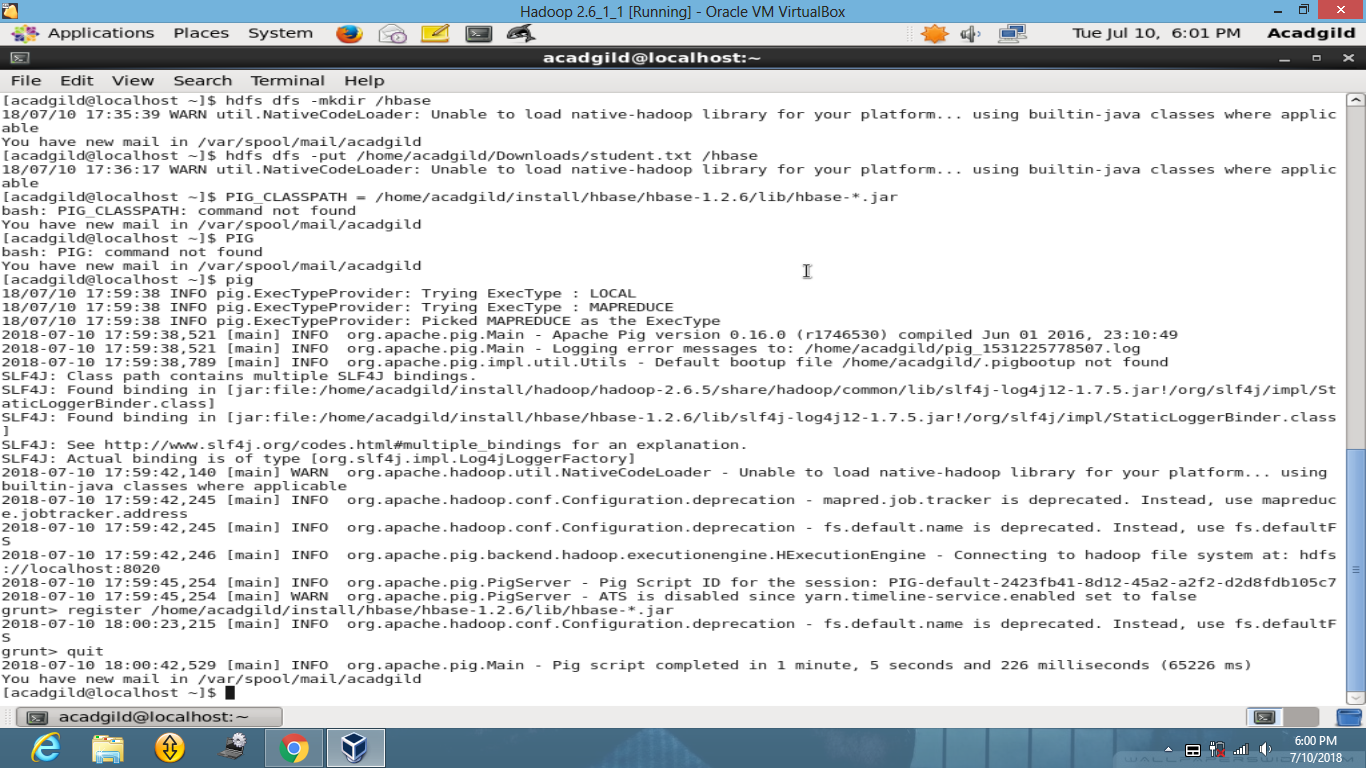 Hadoop 2.6_1_1 [Running] - Oracle VM VirtualBox
Applications Places System Tue Jul 10, 6:01 PM Acadgild
acadgild@localhost:~
File Edit View Search Terminal Help
[acadgild@localhost ~]$ hdfs dfs -mkdir /hbase
18/07/10 17:35:39 WARN util.NativeCodeLoader: Unable to load native-hadoop library for your platform... using builtin-java classes where applic
able
You have new mail in /var/spool/mail/acadgild
[acadgild@localhost ~]$ hdfs dfs -put /home/acadgild/Downloads/student.txt /hbase
18/07/10 17:36:17 WARN util.NativeCodeLoader: Unable to load native-hadoop library for your platform... using builtin-java classes where applic
able
[acadgild@localhost ~]$ PIG_CLASSPATH = /home/acadgild/install/hbase/hbase-1.2.6/lib/hbase-*.jar
bash: PIG_CLASSPATH: command not found
You have new mail in /var/spool/mail/acadgild
[acadgild@localhost ~]$ PIG
bash: PIG: command not found
You have new mail in /var/spool/mail/acadgild
[acadgild@localhost ~]$ pig
18/07/10 17:59:38 INFO pig.ExecTypeProvider: Trying ExecType : LOCAL
18/07/10 17:59:38 INFO pig.ExecTypeProvider: Trying ExecType : MAPREDUCE
18/07/10 17:59:38 INFO pig.ExecTypeProvider: Picked MAPREDUCE as the ExecType
2018-07-10 17:59:38,521 [main] INFO  org.apache.pig.Main - Apache Pig version 0.16.0 (r1746530) compiled Jun 01 2016, 23:10:49
2018-07-10 17:59:38,521 [main] INFO  org.apache.pig.Main - Logging error messages to: /home/acadgild/pig_1531225778507.log
2018-07-10 17:59:38,789 [main] INFO  org.apache.pig.impl.util.Utils - Default bootup file /home/acadgild/.pigbootup not found
SLF4J: Class path contains multiple SLF4J bindings.
SLF4J: Found binding in [jar:file:/home/acadgild/install/hadoop/hadoop-2.6.5/share/hadoop/common/lib/slf4j-log4j12-1.7.5.jar!/org/slf4j/impl/St
aticLoggerBinder.class]
SLF4J: Found binding in [jar:file:/home/acadgild/install/hbase/hbase-1.2.6/lib/slf4j-log4j12-1.7.5.jar!/org/slf4j/impl/StaticLoggerBinder.class
]
SLF4J: See http://www.slf4j.org/codes.html#multiple_bindings for an explanation.
SLF4J: Actual binding is of type [org.slf4j.impl.Log4jLoggerFactory]
2018-07-10 17:59:42,140 [main] WARN  org.apache.hadoop.util.NativeCodeLoader - Unable to load native-hadoop library for your platform... using
builtin-java classes where applicable
2018-07-10 17:59:42,245 [main] INFO  org.apache.hadoop.conf.Configuration.deprecation - mapred.job.tracker is deprecated. Instead, use mapreduc
e.jobtracker.address
2018-07-10 17:59:42,245 [main] INFO  org.apache.hadoop.conf.Configuration.deprecation - fs.default.name is deprecated. Instead, use fs.defaultF
S
2018-07-10 17:59:42,246 [main] INFO  org.apache.pig.backend.hadoop.executionengine.HExecutionEngine - Connecting to hadoop file system at: hdfs
://localhost:8020
2018-07-10 17:59:45,254 [main] INFO  org.apache.pig.PigServer - Pig Script ID for the session: PIG-default-2423fb41-8d12-45a2-a2f2-d2d8fdb105c7
2018-07-10 17:59:45,254 [main] WARN  org.apache.pig.PigServer - ATS is disabled since yarn.timeline-service.enabled set to false
grunt> register /home/acadgild/install/hbase/hbase-1.2.6/lib/hbase-*.jar
2018-07-10 18:00:23,215 [main] INFO  org.apache.hadoop.conf.Configuration.deprecation - fs.default.name is deprecated. Instead, use fs.defaultF
S
grunt> quit
2018-07-10 18:00:42,529 [main] INFO  org.apache.pig.Main - Pig script completed in 1 minute, 5 seconds and 226 milliseconds (65226 ms)
You have new mail in /var/spool/mail/acadgild
[acadgild@localhost ~]$
acadgild@localhost:~
6:00 PM
7/10/2018